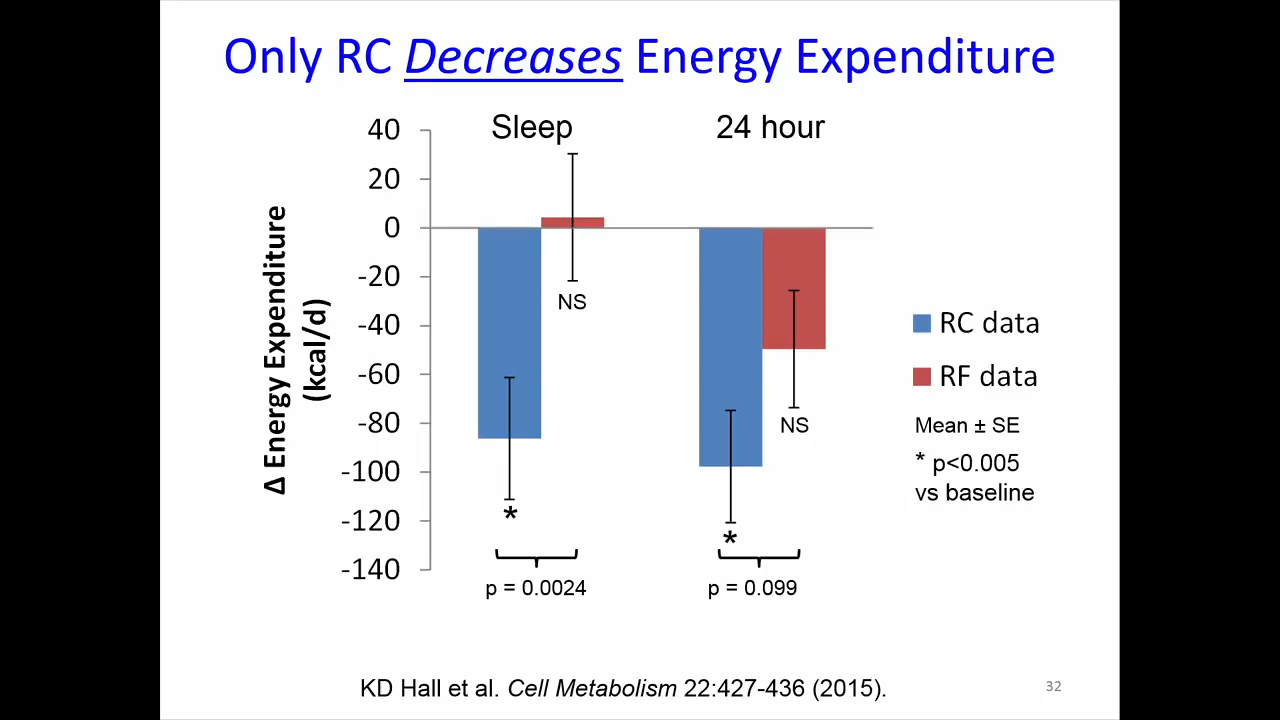 Only RC Decreases Energy Expenditure
Sleep
24 hour
40
20
0
-20
-40
-60
-80
-100
-120
-140
Δ Energy Expenditure
(kcal/d)
NS
NS
*
*
p = 0.0024
p = 0.099
RC data
RF data
Mean ± SE
* p<0.005
vs baseline
KD Hall et al. Cell Metabolism 22:427-436 (2015).
32